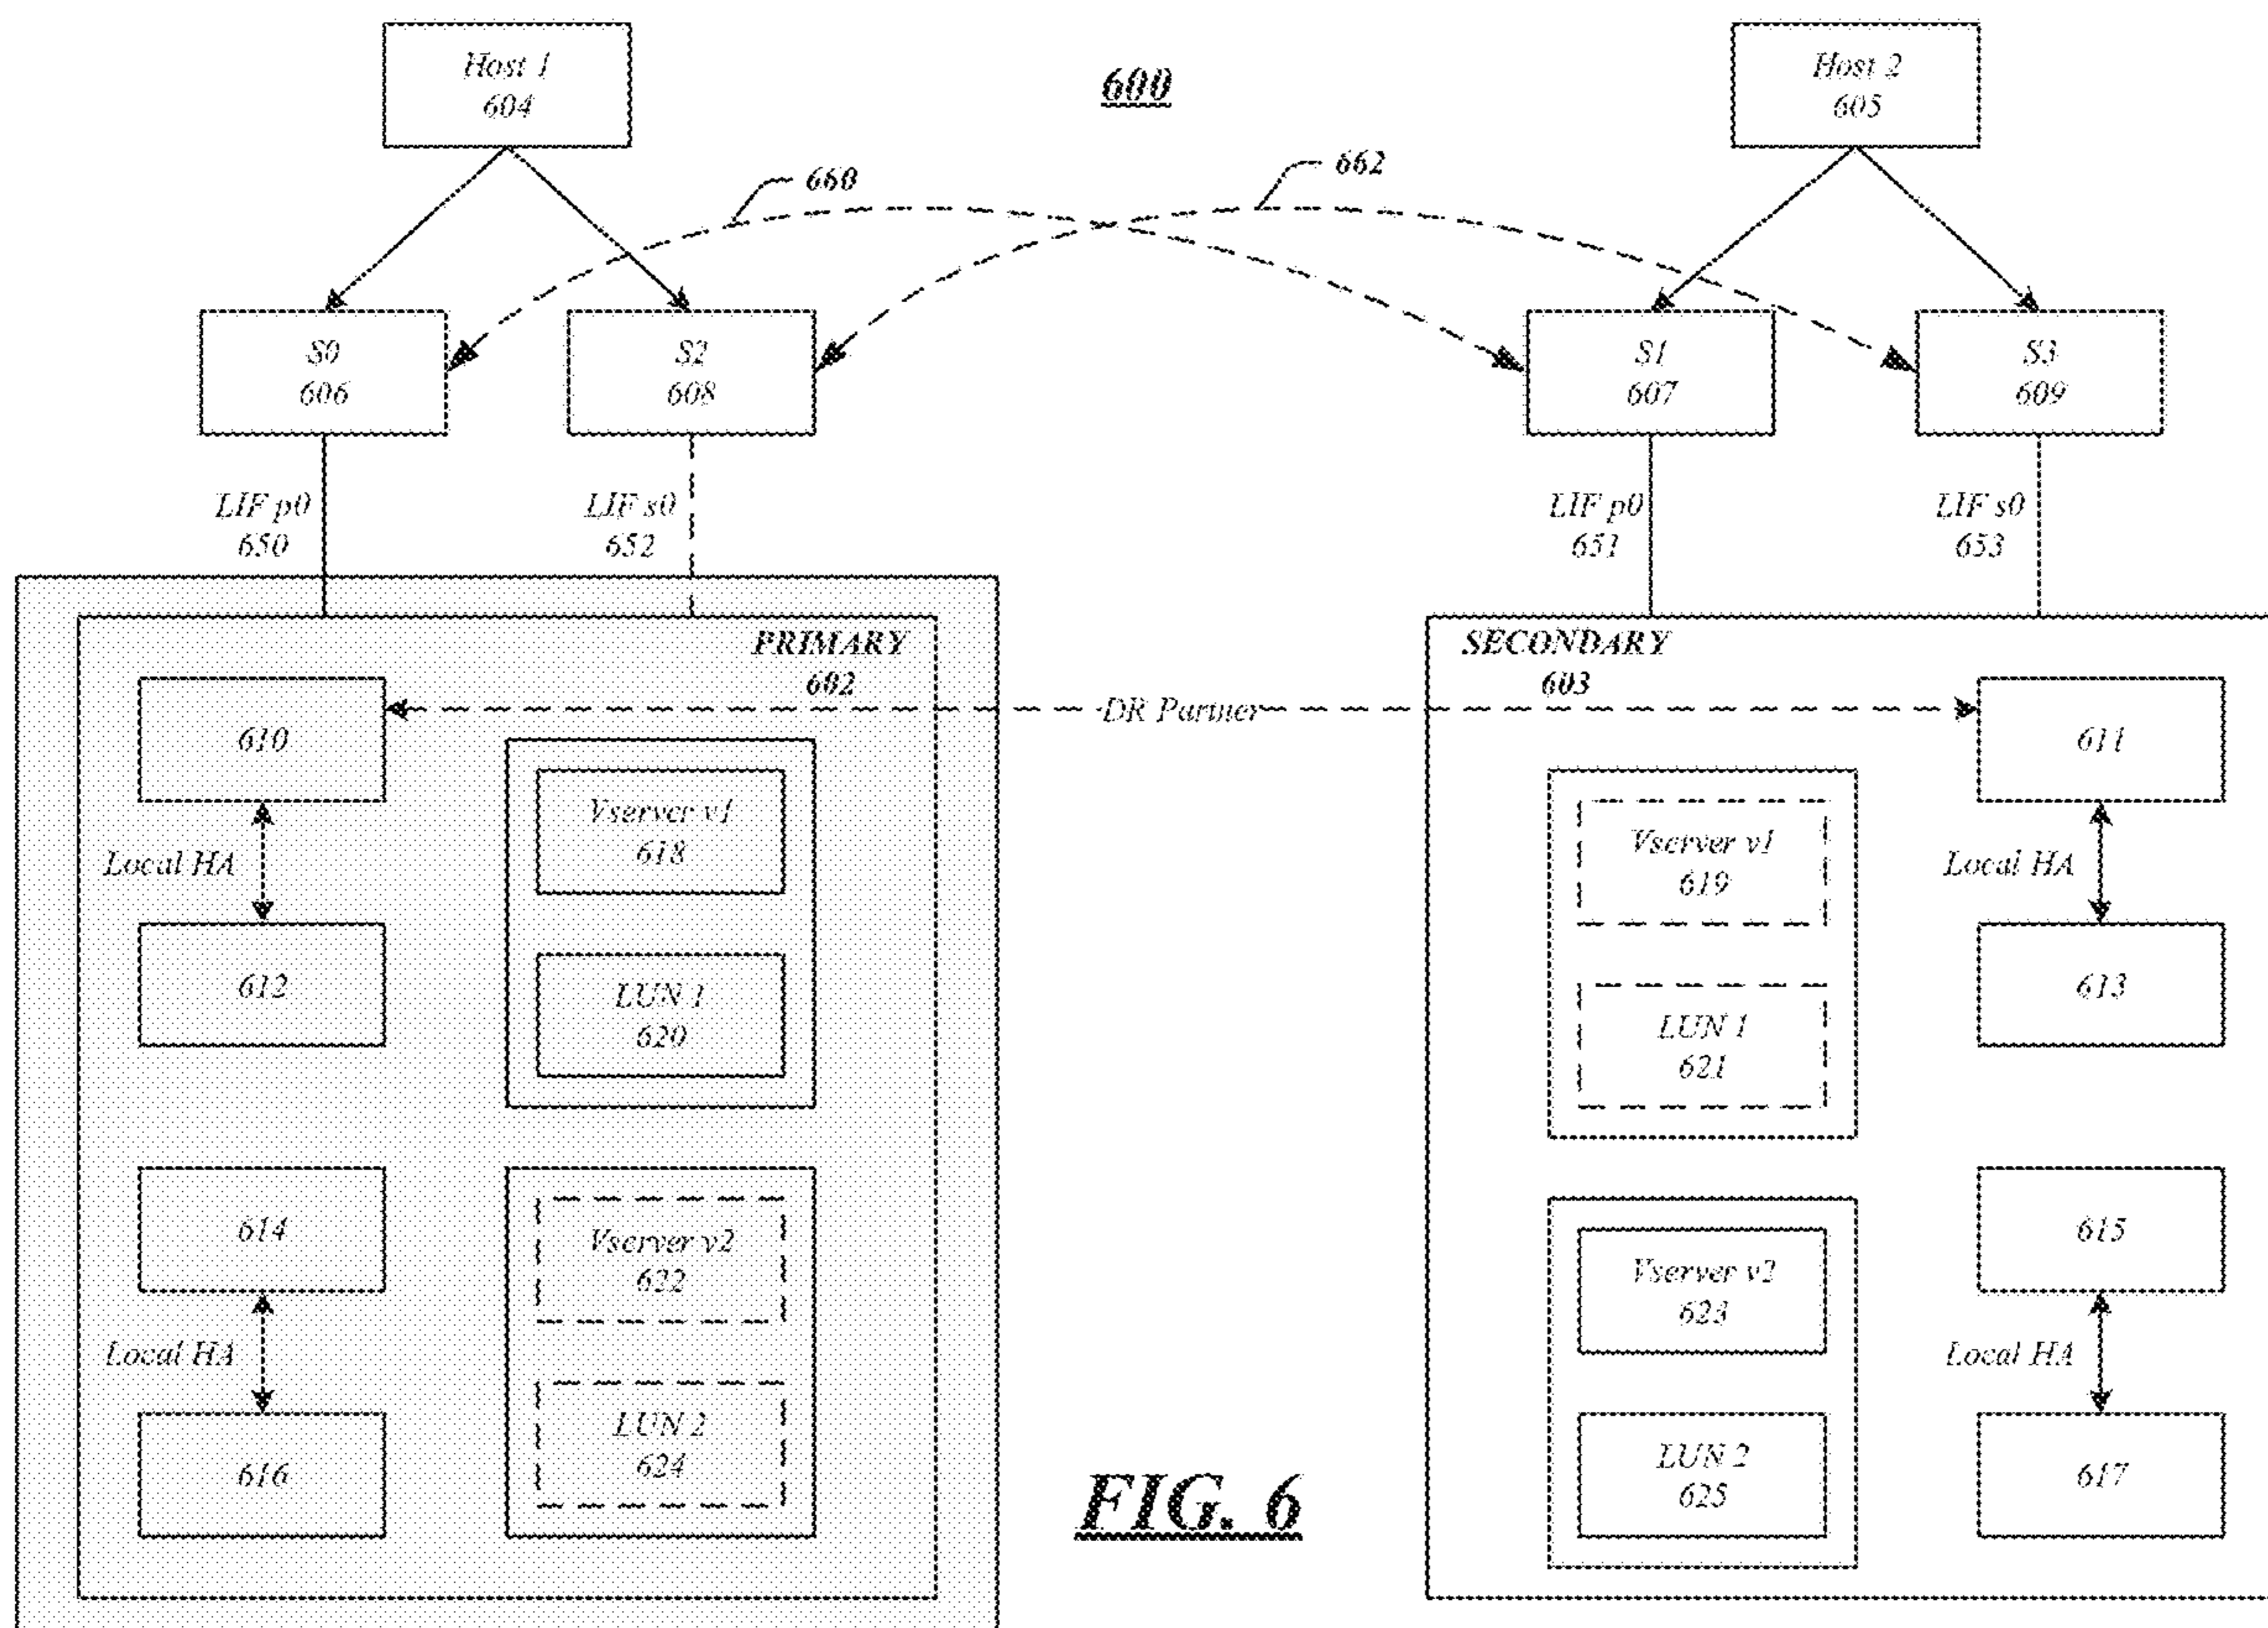 Host 1
604
600
Host 2
605
660
662
S0
606
S2
608
S1
607
S3
609
LIF p0
650
LIF s0
652
LIF p0
651
LIF s0
653
PRIMARY
602
SECONDARY
603
DR Partner
610
Local HA
612
614
Local HA
616
Vserver v1
618
LUN 1
620
Vserver v2
622
LUN 2
624
Vserver v1
619
LUN 1
621
Vserver v2
623
LUN 2
625
611
Local HA
613
615
Local HA
617
FIG. 6